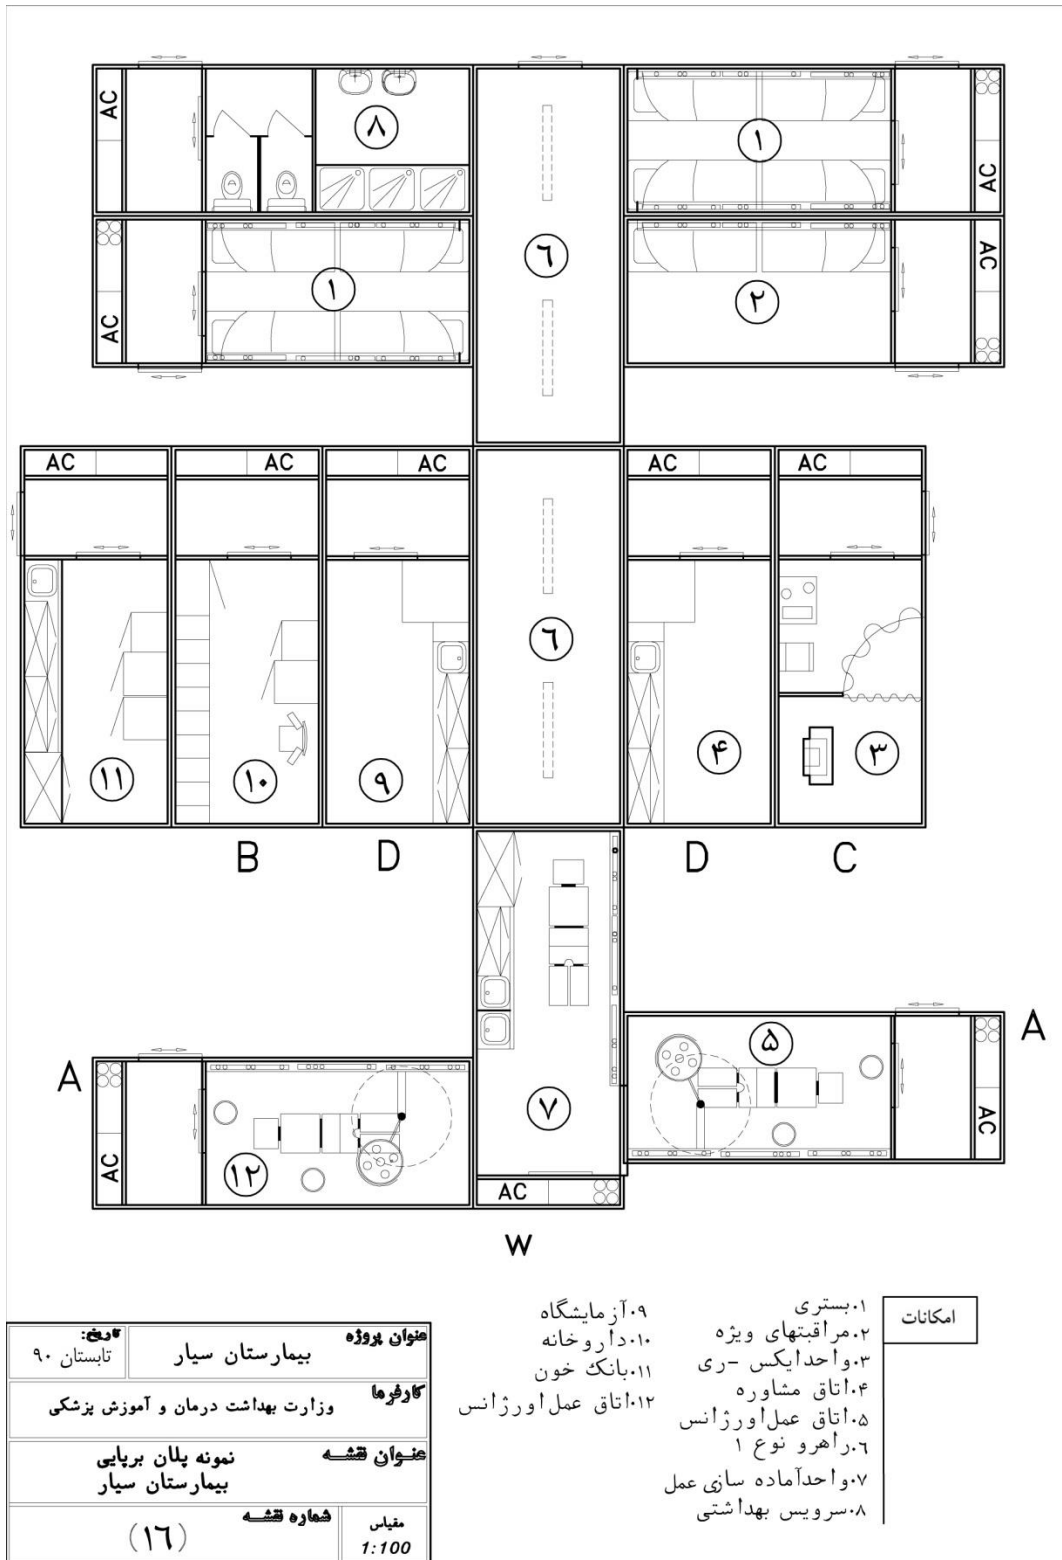 AC
۸
۱
AC
۶
AC
۱
۲
AC
AC
AC
AC
AC
AC
AC
۶
۱۱
۱۰
۹
۴
۳
B
D
D
C
A
۵
A
۷
AC
۱۲
AC
AC
W
امکانات
۱.بستری
۲.مراقبتهای ویژه
۳.واحدایکس -ری
۴.اتاق مشاوره
۵.اتاق عمل‌اورژانس
۶.راهرو نوع ۱
۷.واحدآماده سازی عمل
۸.سرویس بهداشتی
۹.آزمایشگاه
۱۰.داروخانه
۱۱.بانک خون
۱۲.اتاق عمل‌اورژانس
عنوان پروژه
بیمارستان سیار
تاریخ:
تابستان ۹۰
کارفرما
وزارت بهداشت درمان و آموزش پزشکی
عنـوان نقشـــه
نمونه پلان برپایی
بیمارستان سیار
شماره نقشـــه
(۱۶)
مقیاس
1:100